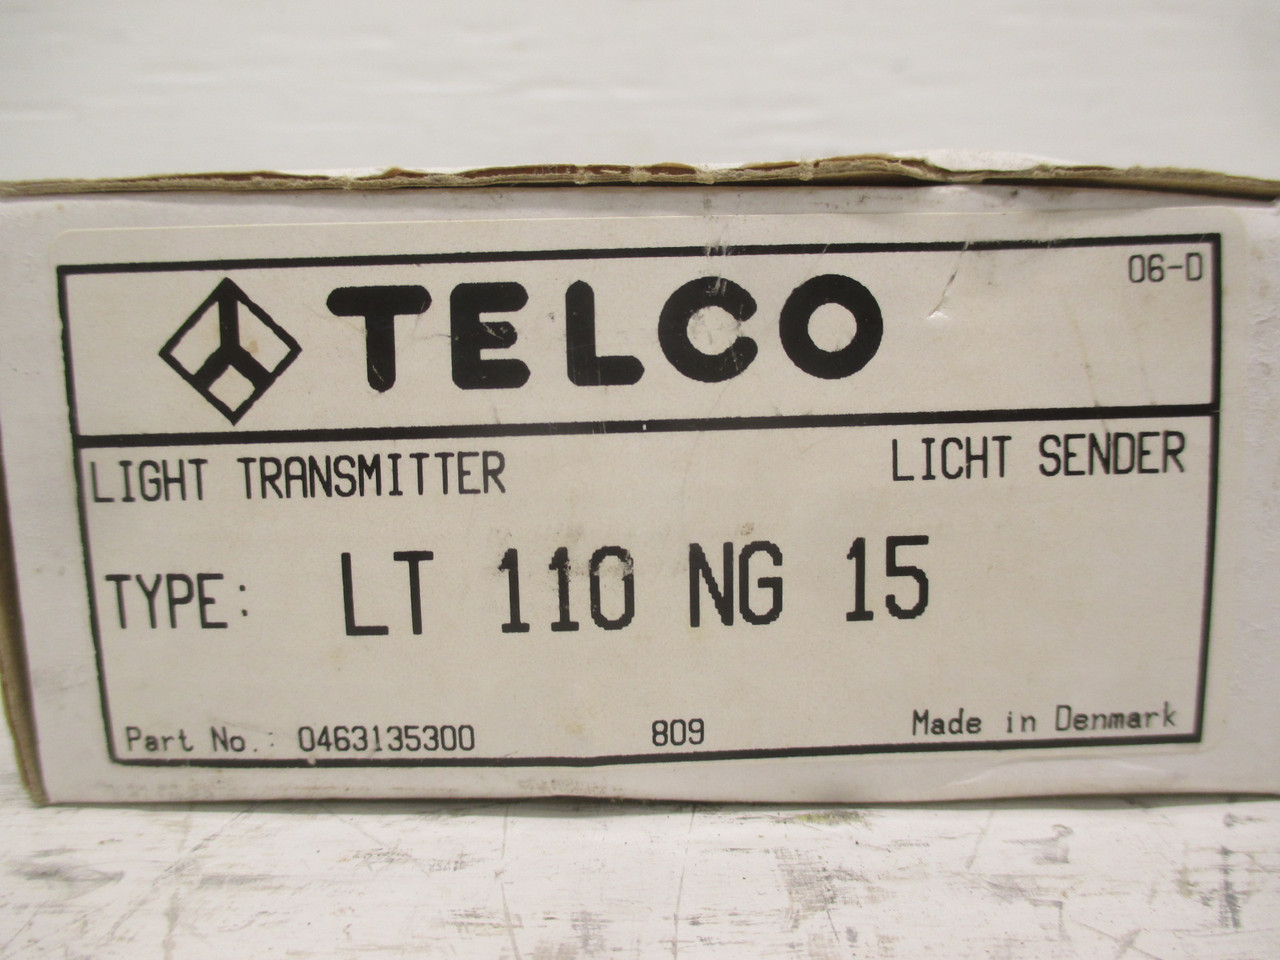 06-D
TELCO
LIGHT TRANSMITTER LICHT SENDER
TYPE: LT 110 NG 15
Part No.: 0463135300 809 Made in Denmark